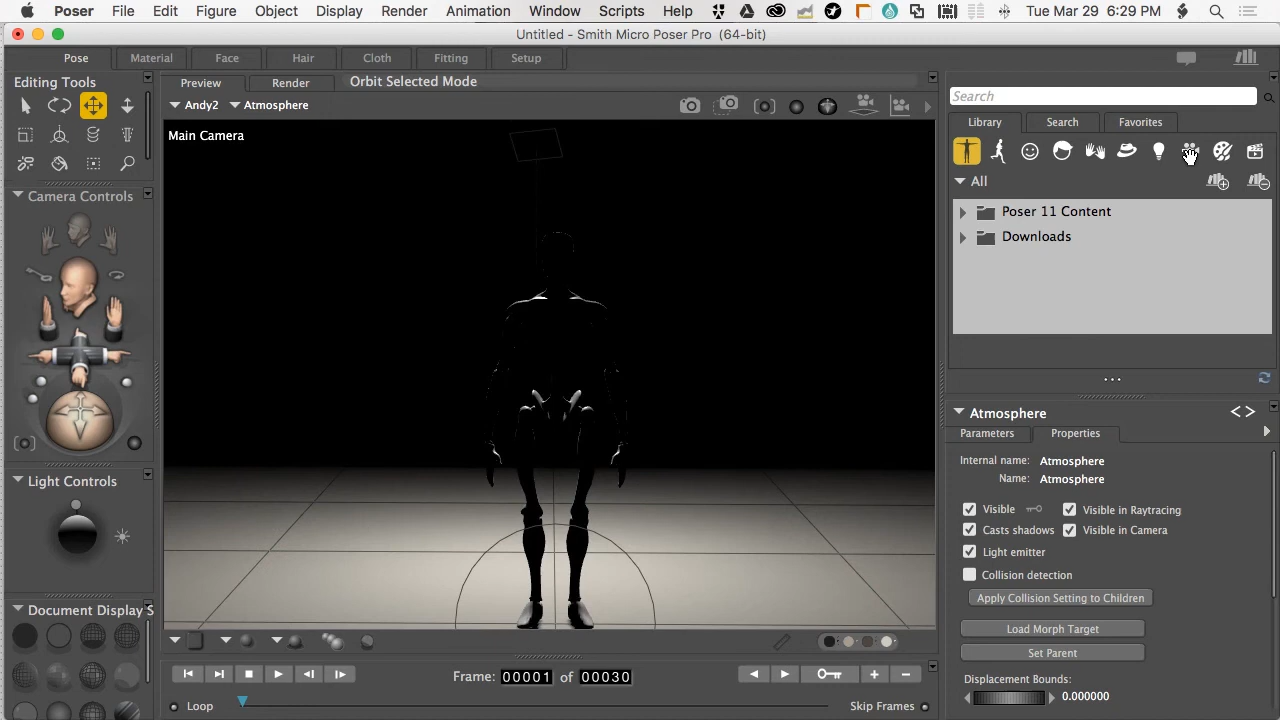 Poser File Edit Figure Object Display Render Animation Window Scripts Help Tue Mar 29 6:29 PM
Untitled - Smith Micro Poser Pro (64-bit)
Pose Material Face Hair Cloth Fitting Setup
Editing Tools
Preview Render Orbit Selected Mode
Andy2 Atmosphere
Main Camera
Camera Controls
Light Controls
Document Display S
Frame: 00001 of 00030
Loop
Skip Frames
Search
Library Search Favorites
All
Poser 11 Content
Downloads
Atmosphere
Parameters Properties
Internal name: Atmosphere
Name: Atmosphere
Visible Visible in Raytracing
Casts shadows Visible in Camera
Light emitter
Collision detection
Apply Collision Setting to Children
Load Morph Target
Set Parent
Displacement Bounds:
0.000000